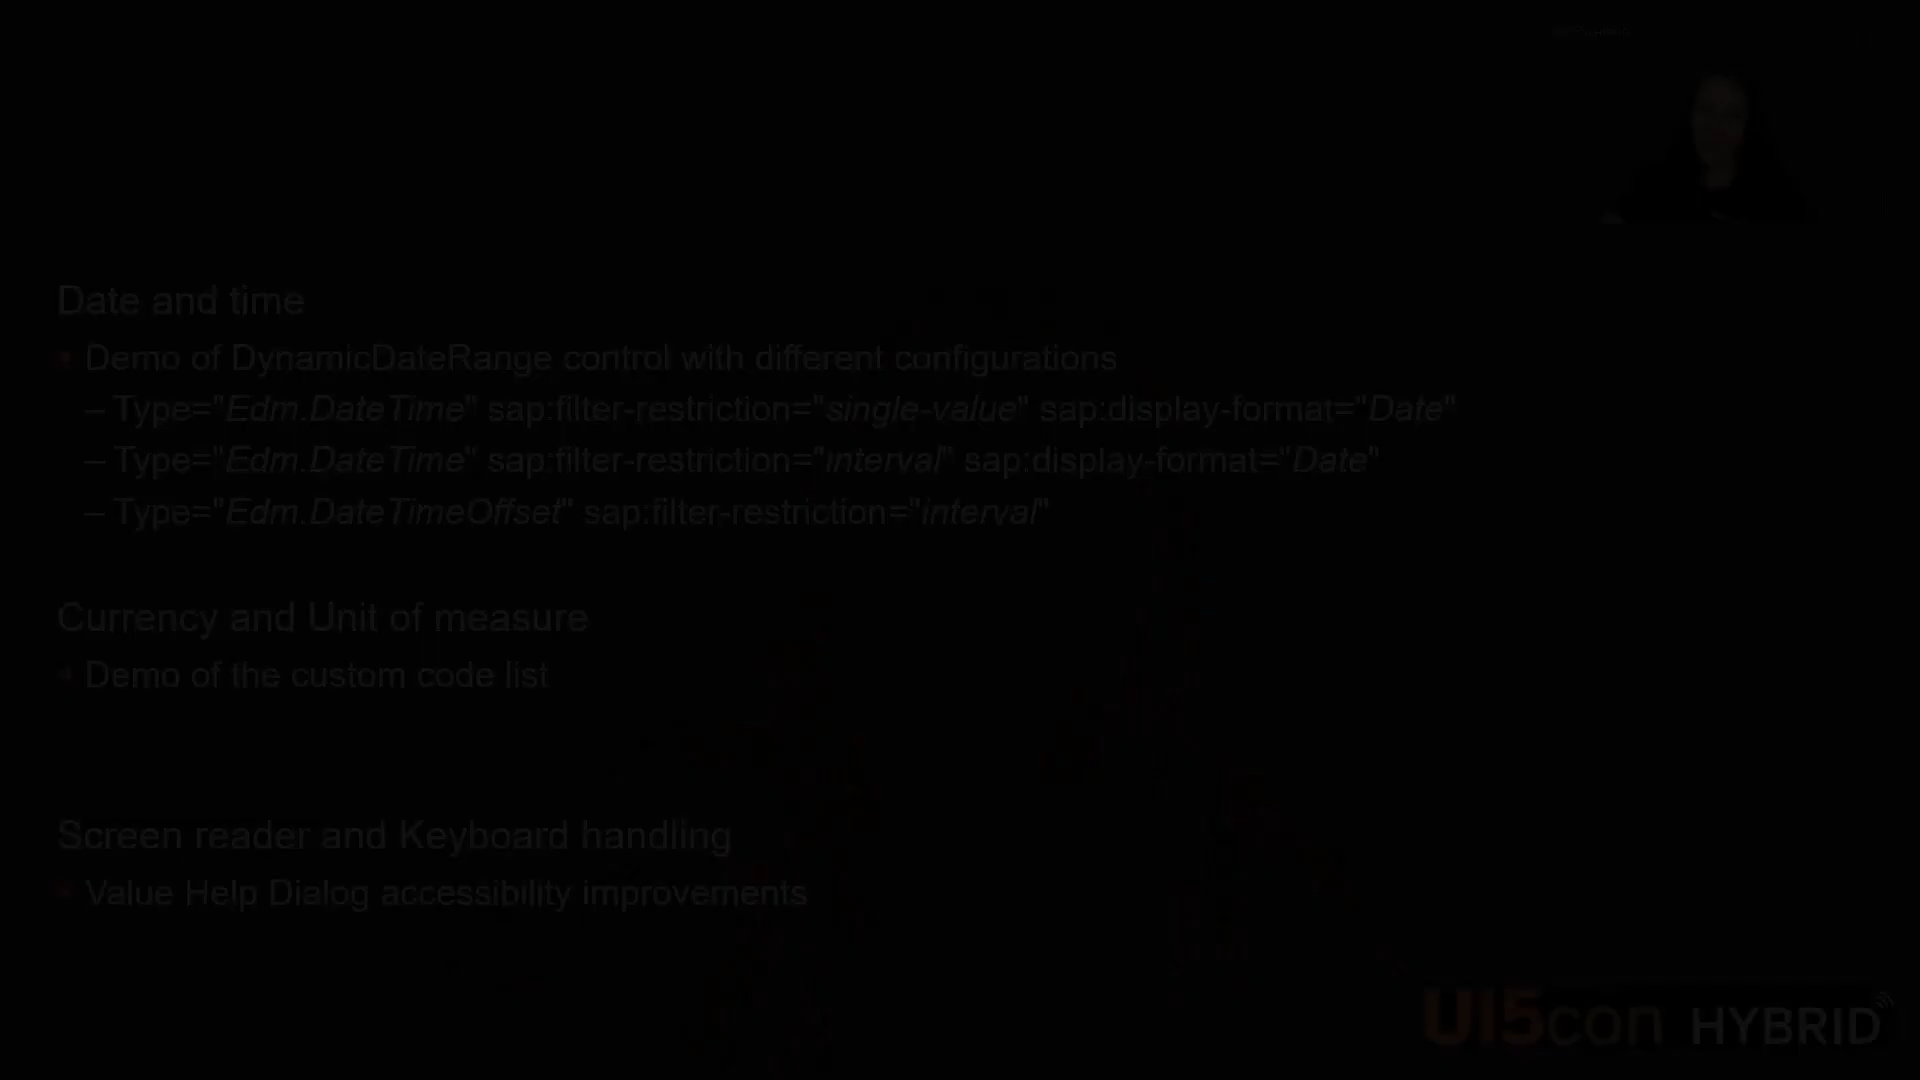 Date and time
Demo of DynamicDateRange control with different configurations
– Type="Edm.DateTime" sap:filter-restriction="single-value" sap:display-format="Date"
– Type="Edm.DateTime" sap:filter-restriction="interval" sap:display-format="Date"
– Type="Edm.DateTimeOffset" sap:filter-restriction="interval"
Currency and Unit of measure
Demo of the custom code list
Screen reader and Keyboard handling
Value Help Dialog accessibility improvements
UI5con HYBRID